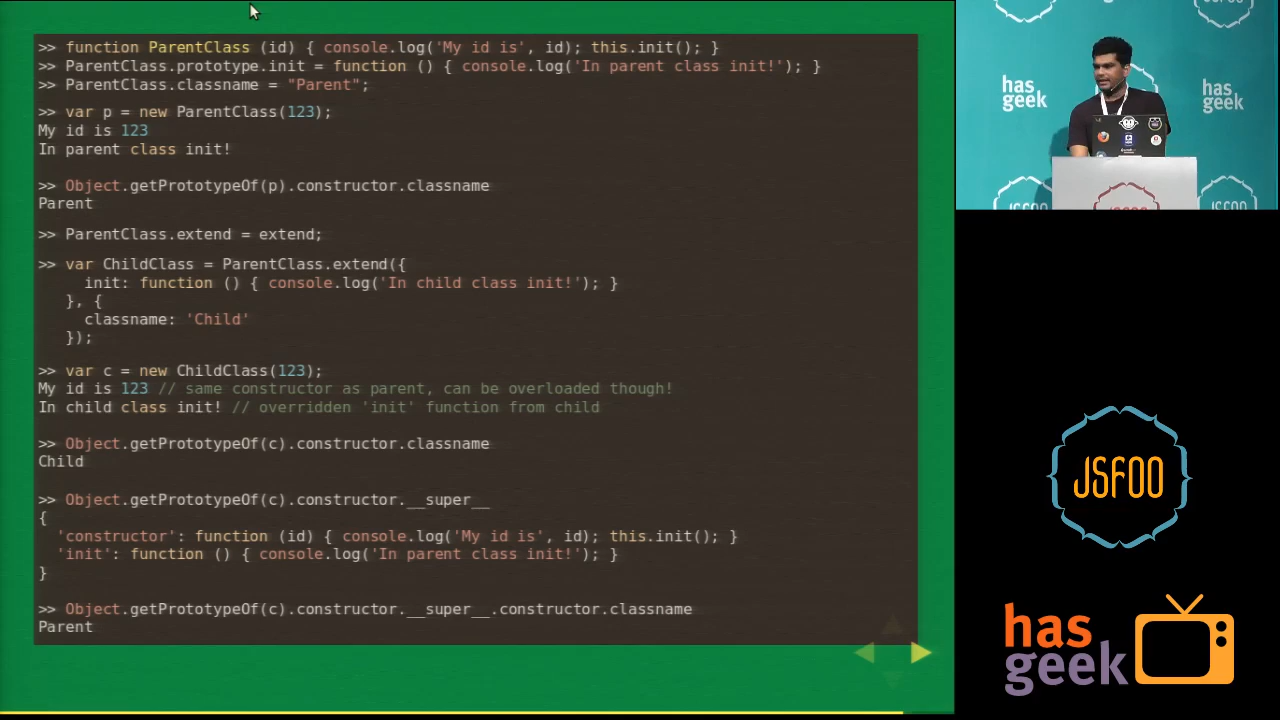 >> function ParentClass (id) { console.log('My id is', id); this.init(); }
>> ParentClass.prototype.init = function () { console.log('In parent class init!'); }
>> ParentClass.classname = "Parent";
>> var p = new ParentClass(123);
My id is 123
In parent class init!
>> Object.getPrototypeOf(p).constructor.classname
Parent
>> ParentClass.extend = extend;
>> var ChildClass = ParentClass.extend({
init: function () { console.log('In child class init!'); }
}, {
classname: 'Child'
});
>> var c = new ChildClass(123);
My id is 123 // same constructor as parent, can be overloaded though!
In child class init! // overridden 'init' function from child
>> Object.getPrototypeOf(c).constructor.classname
Child
>> Object.getPrototypeOf(c).constructor.__super__
{
'constructor': function (id) { console.log('My id is', id); this.init(); }
'init': function () { console.log('In parent class init!'); }
}
>> Object.getPrototypeOf(c).constructor.__super__.constructor.classname
Parent
has
geek
has
geek
JSFOO
JSFOO
has
geek